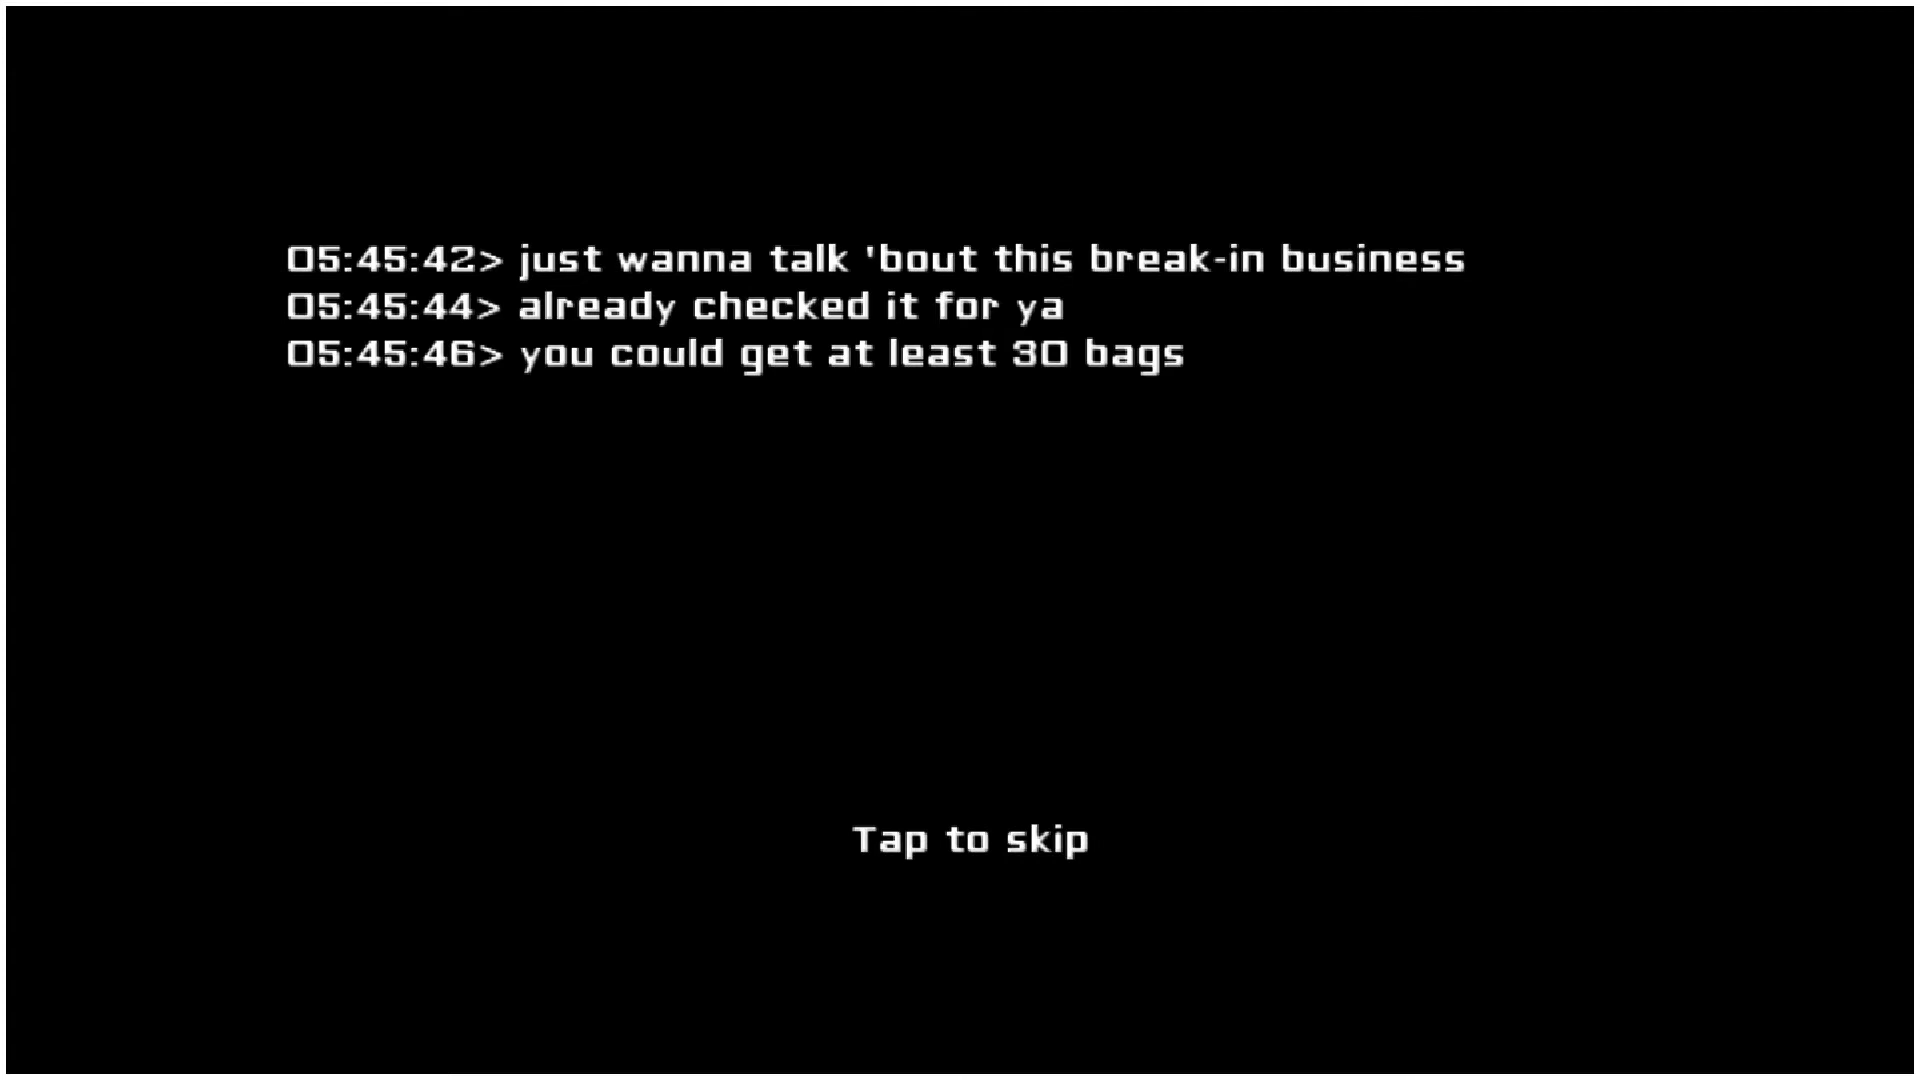 05:45:42> just wanna talk 'bout this break-in business
05:45:44> already checked it for ya
05:45:46> you could get at least 30 bags
Tap to skip